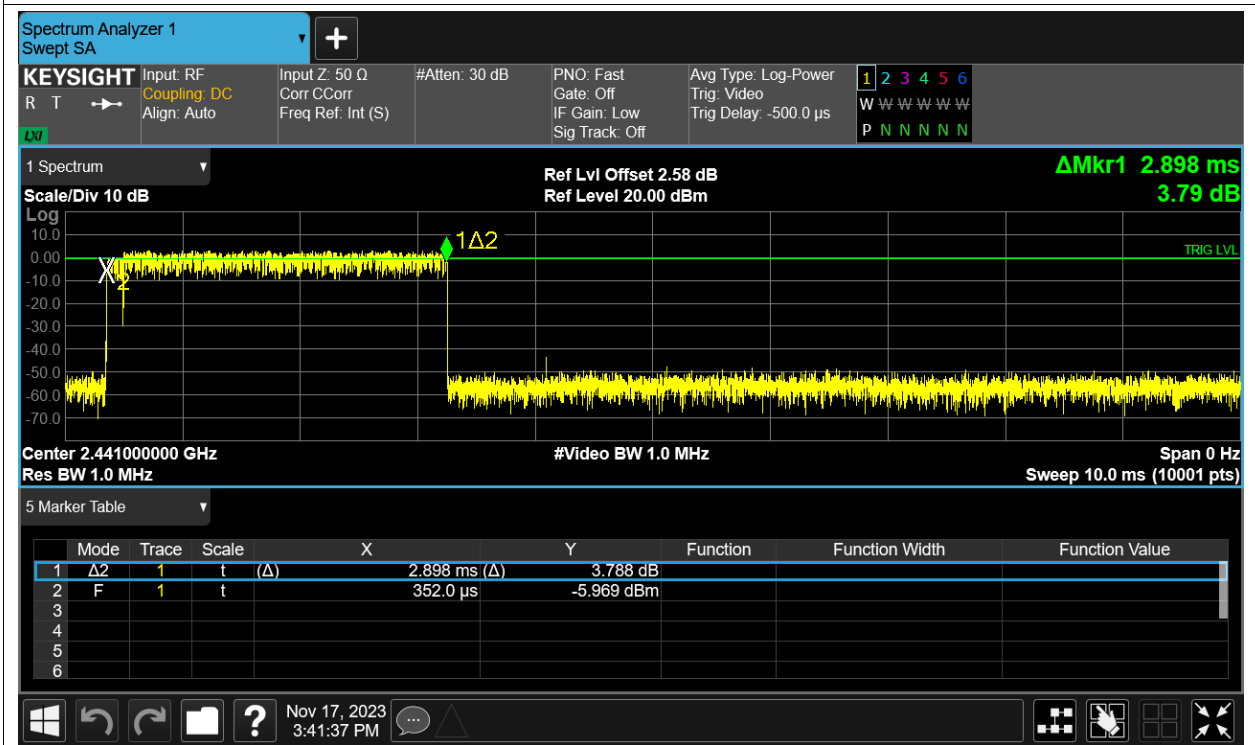 Spectrum Analyzer 1
Swept SA
KEYSIGHT
R T
LXI
Input: RF
Coupling: DC
Align: Auto
Input Z: 50 Ω
Corr CCorr
Freq Ref: Int (S)
#Atten: 30 dB
PNO: Fast
Gate: Off
IF Gain: Low
Sig Track: Off
Avg Type: Log-Power
Trig: Video
Trig Delay: -500.0 µs
1 2 3 4 5 6
W W W W W W
P N N N N N
1 Spectrum
Scale/Div 10 dB
Ref Lvl Offset 2.58 dB
Ref Level 20.00 dBm
ΔMkr1 2.898 ms
3.79 dB
Log
10.0
0.00
-10.0
-20.0
-30.0
-40.0
-50.0
-60.0
-70.0
1Δ2
2
TRIG LVL
Center 2.441000000 GHz
Res BW 1.0 MHz
#Video BW 1.0 MHz
Span 0 Hz
Sweep 10.0 ms (10001 pts)
5 Marker Table
Mode Trace Scale X Y Function Function Width Function Value
1 Δ2 1 t (Δ) 2.898 ms (Δ) 3.788 dB
2 F 1 t 352.0 µs -5.969 dBm
3
4
5
6
?
Nov 17, 2023
3:41:37 PM